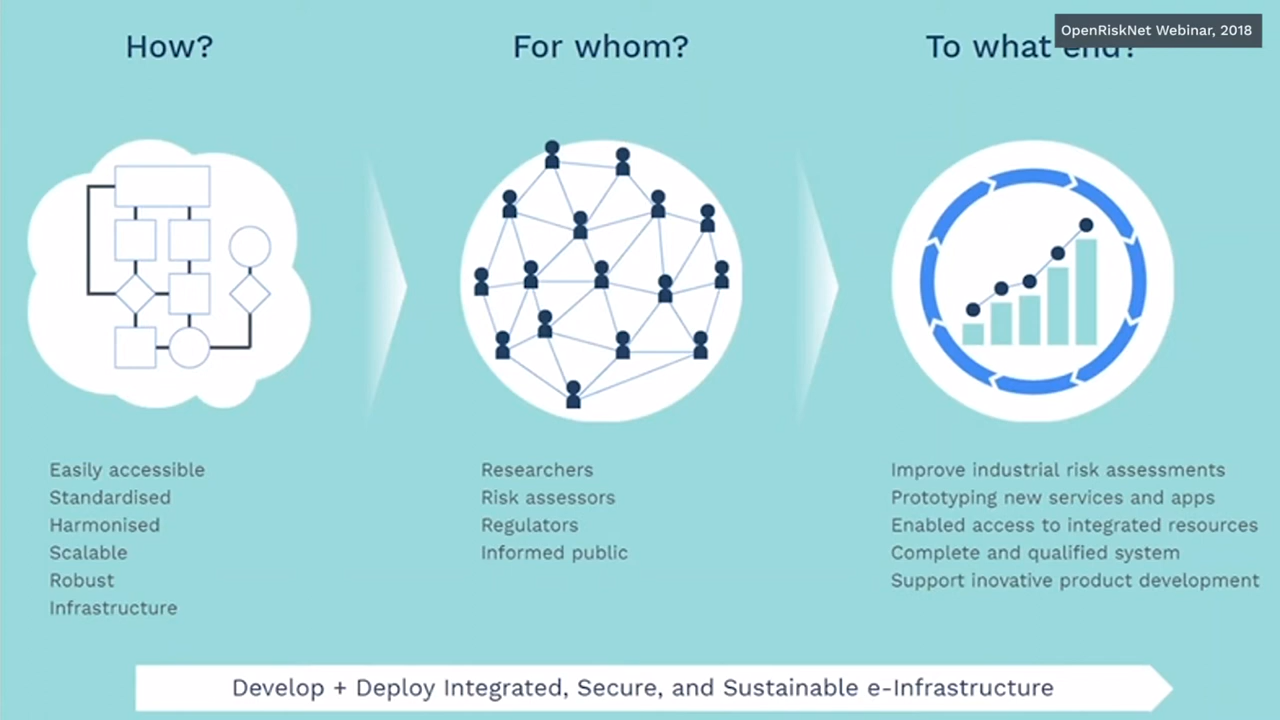 OpenRiskNet Webinar, 2018
How?
For whom?
To what end?
Easily accessible
Standardised
Harmonised
Scalable
Robust
Infrastructure
Researchers
Risk assessors
Regulators
Informed public
Improve industrial risk assessments
Prototyping new services and apps
Enabled access to integrated resources
Complete and qualified system
Support inovative product development
Develop + Deploy Integrated, Secure, and Sustainable e-Infrastructure